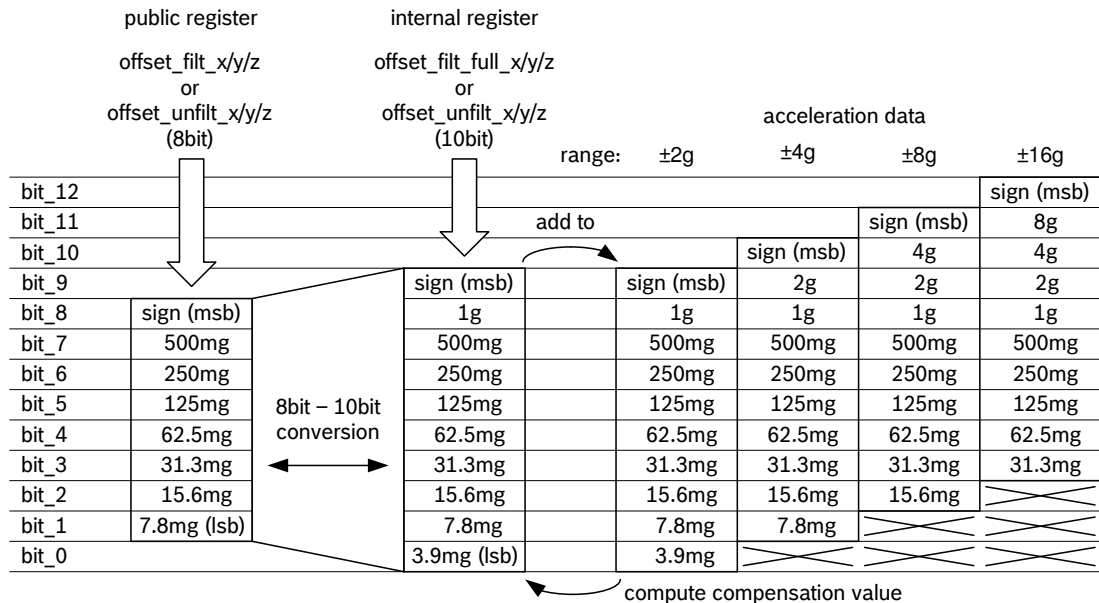 public register internal register
offset_filt_x/y/z offset_filt_full_x/y/z
or or
offset_unfilt_x/y/z offset_unfilt_x/y/z
(8bit) (10bit) acceleration data
range: ±2g ±4g ±8g ±16g
bit_12 sign (msb)
bit_11 add to sign (msb) 8g
bit_10 sign (msb) 4g 4g
bit_9 sign (msb) sign (msb) 2g 2g 2g
bit_8 sign (msb) 1g 1g 1g 1g 1g
bit_7 500mg 500mg 500mg 500mg 500mg 500mg
bit_6 250mg 250mg 250mg 250mg 250mg 250mg
bit_5 125mg 125mg 125mg 125mg 125mg 125mg
8bit – 10bit
bit_4 62.5mg conversion 62.5mg 62.5mg 62.5mg 62.5mg 62.5mg
bit_3 31.3mg 31.3mg 31.3mg 31.3mg 31.3mg 31.3mg
bit_2 15.6mg 15.6mg 15.6mg 15.6mg 15.6mg
bit_1 7.8mg (lsb) 7.8mg 7.8mg 7.8mg
bit_0 3.9mg (lsb) 3.9mg
compute compensation value